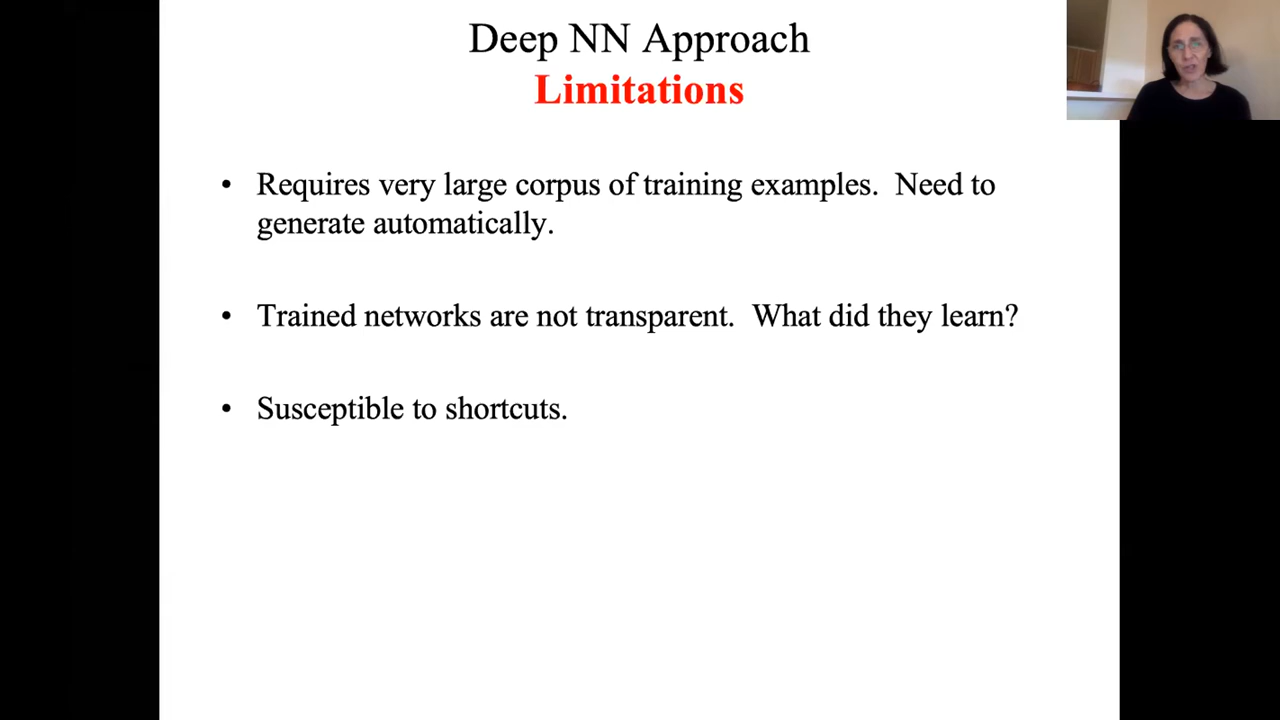 Deep NN Approach
Limitations
• Requires very large corpus of training examples.  Need to
generate automatically.
• Trained networks are not transparent.  What did they learn?
• Susceptible to shortcuts.